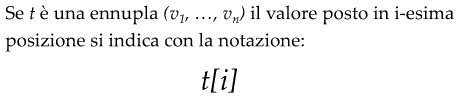 Se t è una ennupla (v₁, ..., vₙ) il valore posto in i-esima
posizione si indica con la notazione:
t[i]